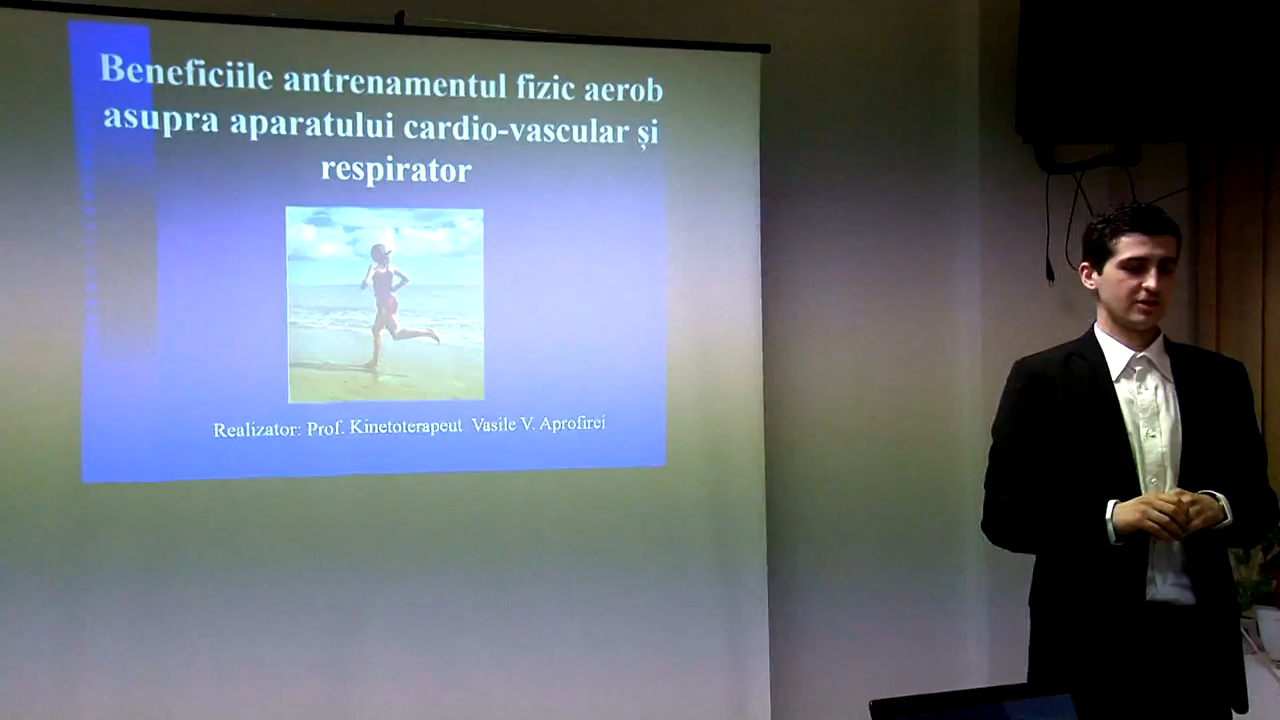 Beneficiile antrenamentul fizic aerob
asupra aparatului cardio-vascular și
respirator
Realizator: Prof. Kinetoterapeut Vasile V. Aprofirei